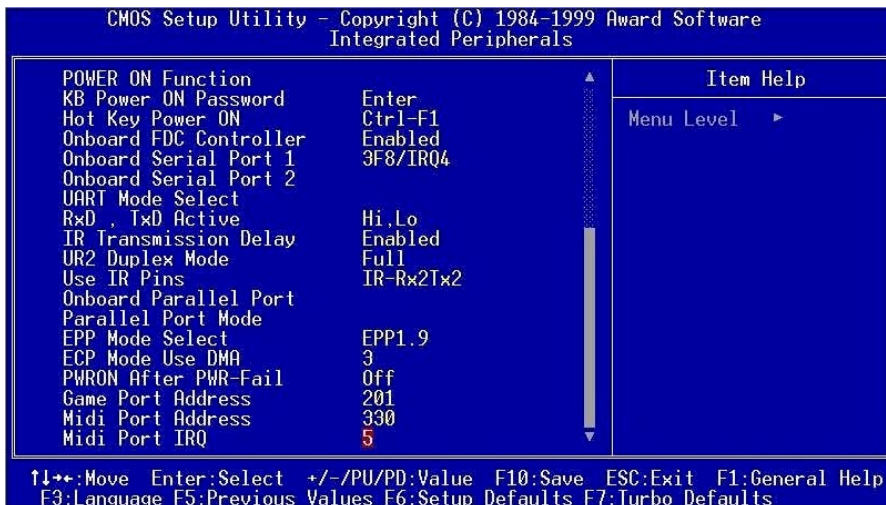 CMOS Setup Utility – Copyright (C) 1984-1999 Award Software
Integrated Peripherals
POWER ON Function
KB Power ON Password Enter
Hot Key Power ON Ctrl-F1
Onboard FDC Controller Enabled
Onboard Serial Port 1 3F8/IRQ4
Onboard Serial Port 2
UART Mode Select
RxD , TxD Active Hi,Lo
IR Transmission Delay Enabled
UR2 Duplex Mode Full
Use IR Pins IR-Rx2Tx2
Onboard Parallel Port
Parallel Port Mode
EPP Mode Select EPP1.9
ECP Mode Use DMA 3
PWRON After PWR-Fail Off
Game Port Address 201
Midi Port Address 330
Midi Port IRQ 5
Item Help
Menu Level ►
↑↓→←:Move Enter:Select +/-/PU/PD:Value F10:Save ESC:Exit F1:General Help
F3:Language F5:Previous Values F6:Setup Defaults F7:Turbo Defaults